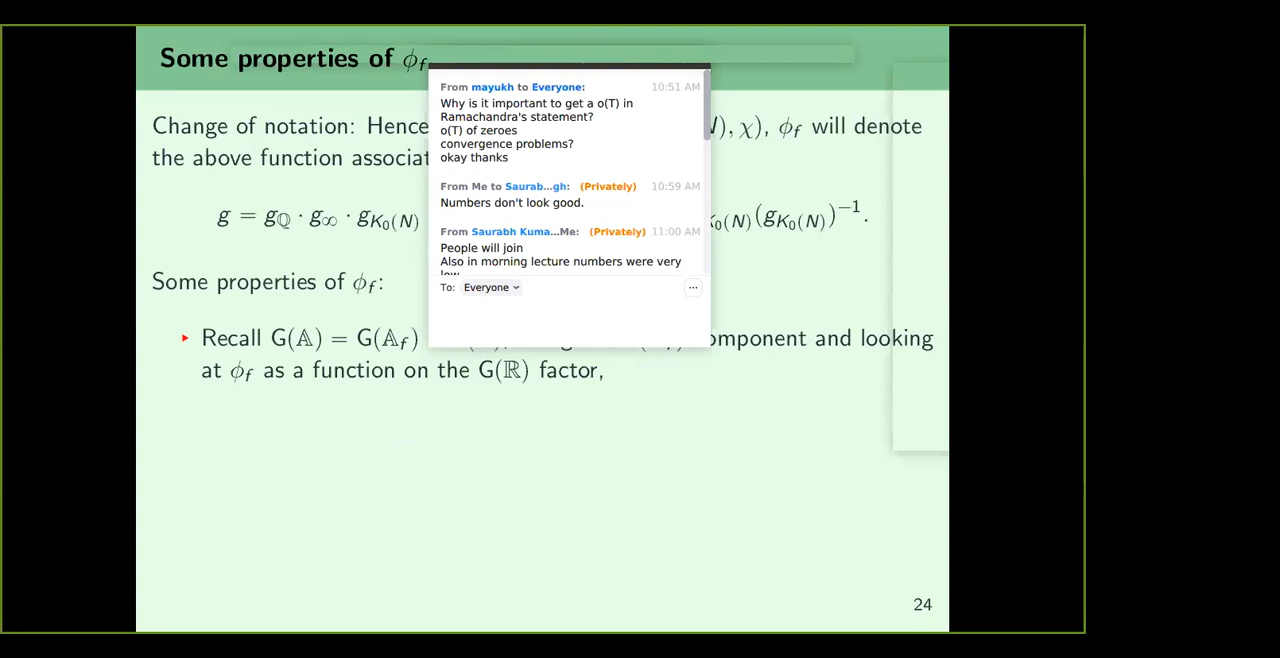 Some properties of ϕ_f
Change of notation: Hence
), χ), ϕ_f will denote
the above function associat
g = g_ℚ · g_∞ · g_{K_0(N)}
_{K_0(N)}(g_{K_0(N)})^{-1}.
Some properties of ϕ_f:
▸ Recall G(𝔸) = G(𝔸_f)
omponent and looking
at ϕ_f as a function on the G(ℝ) factor,
24
From mayukh to Everyone: 10:51 AM
Why is it important to get a o(T) in
Ramachandra's statement?
o(T) of zeroes
convergence problems?
okay thanks
From Me to Saurab...gh: (Privately) 10:59 AM
Numbers don't look good.
From Saurabh Kuma...Me: (Privately) 11:00 AM
People will join
Also in morning lecture numbers were very
low
To: Everyone